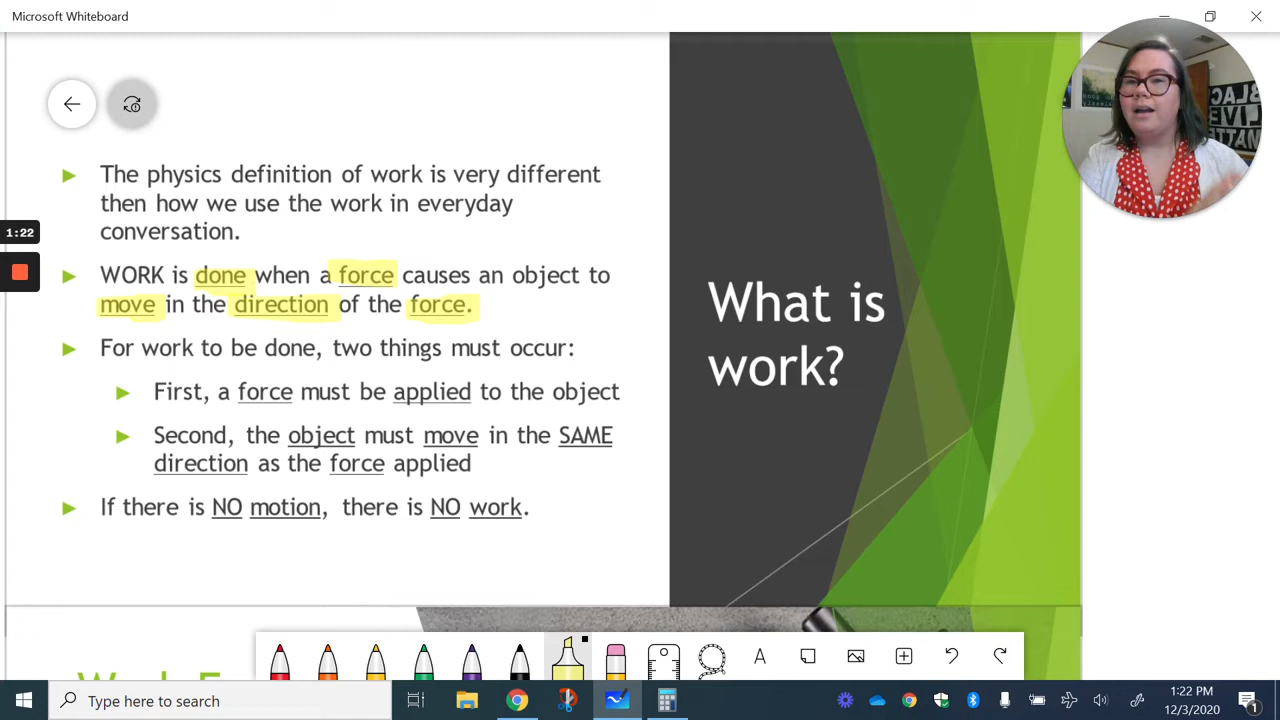 Microsoft Whiteboard
BLACK
LIVES
MATTER
The physics definition of work is very different
then how we use the work in everyday
conversation.
1:22
WORK is done when a force causes an object to
move in the direction of the force.
For work to be done, two things must occur:
First, a force must be applied to the object
Second, the object must move in the SAME
direction as the force applied
If there is NO motion, there is NO work.
What is
work?
A
Type here to search
1:22 PM
12/3/2020
1